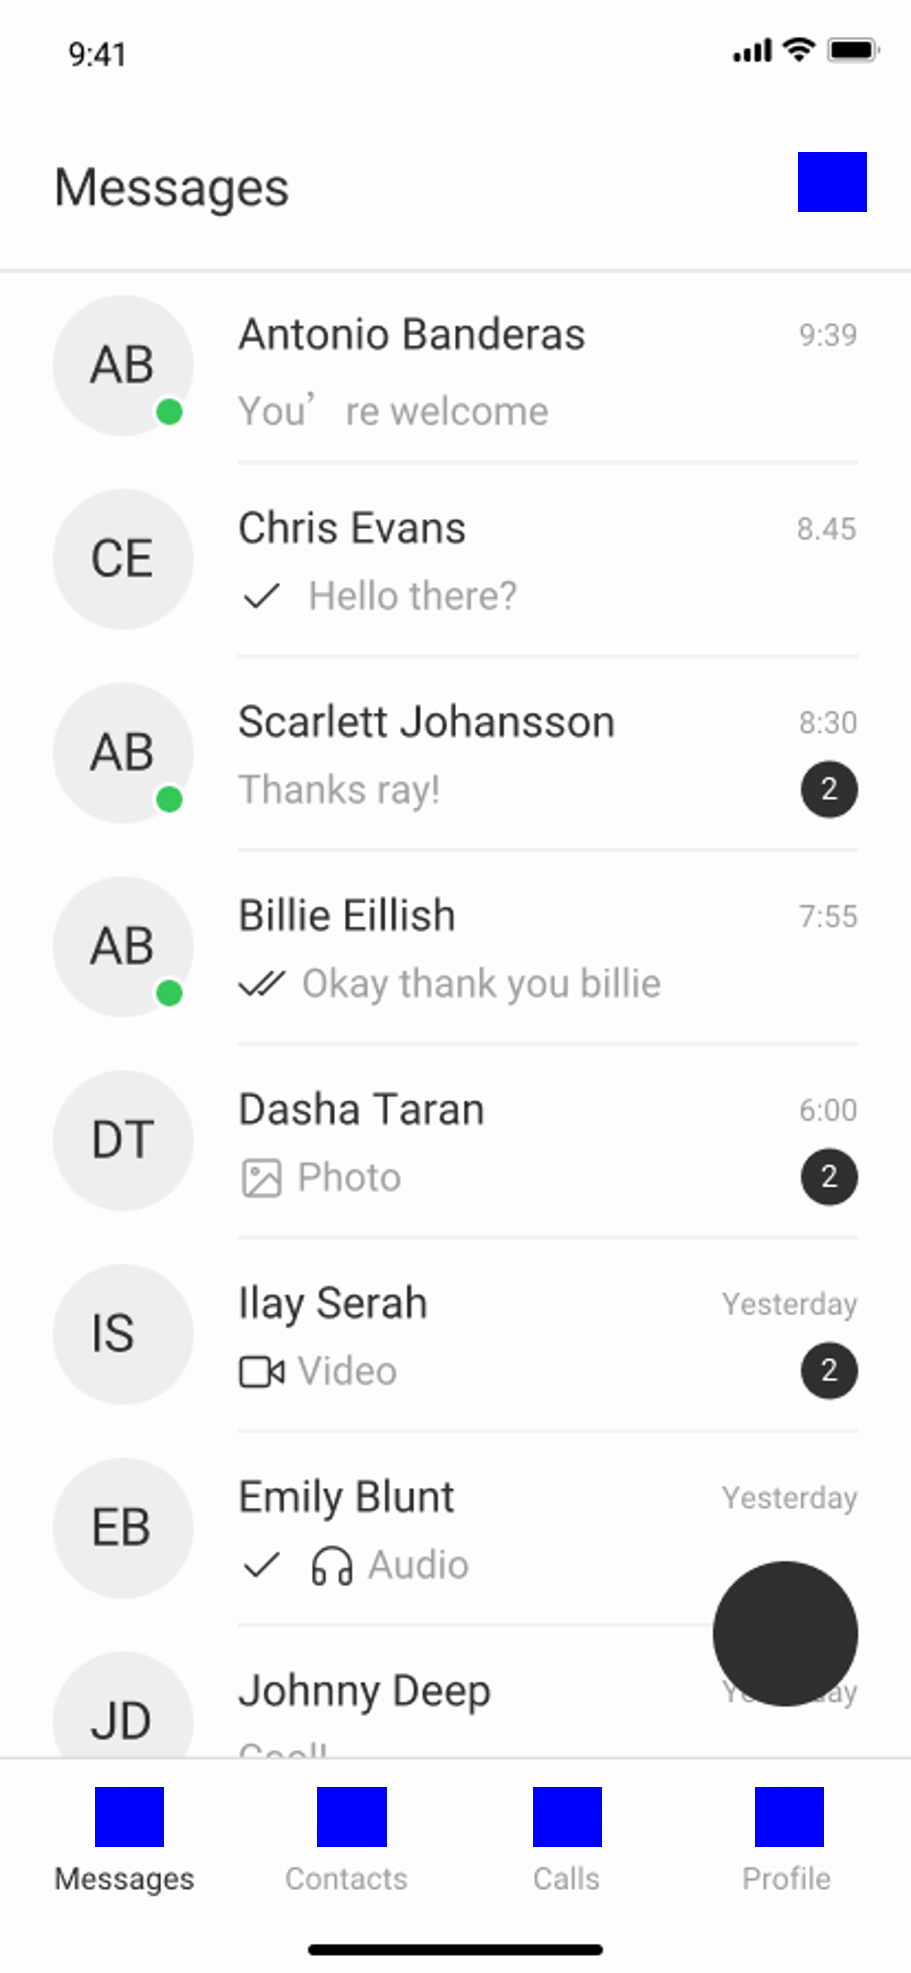 9:41
Messages
AB
Antonio Banderas
9:39
You’ re welcome
CE
Chris Evans
8.45
Hello there?
AB
Scarlett Johansson
8:30
Thanks ray!
2
AB
Billie Eillish
7:55
Okay thank you billie
DT
Dasha Taran
6:00
Photo
2
IS
Ilay Serah
Yesterday
Video
2
EB
Emily Blunt
Yesterday
Audio
JD
Johnny Deep
Messages
Contacts
Calls
Profile